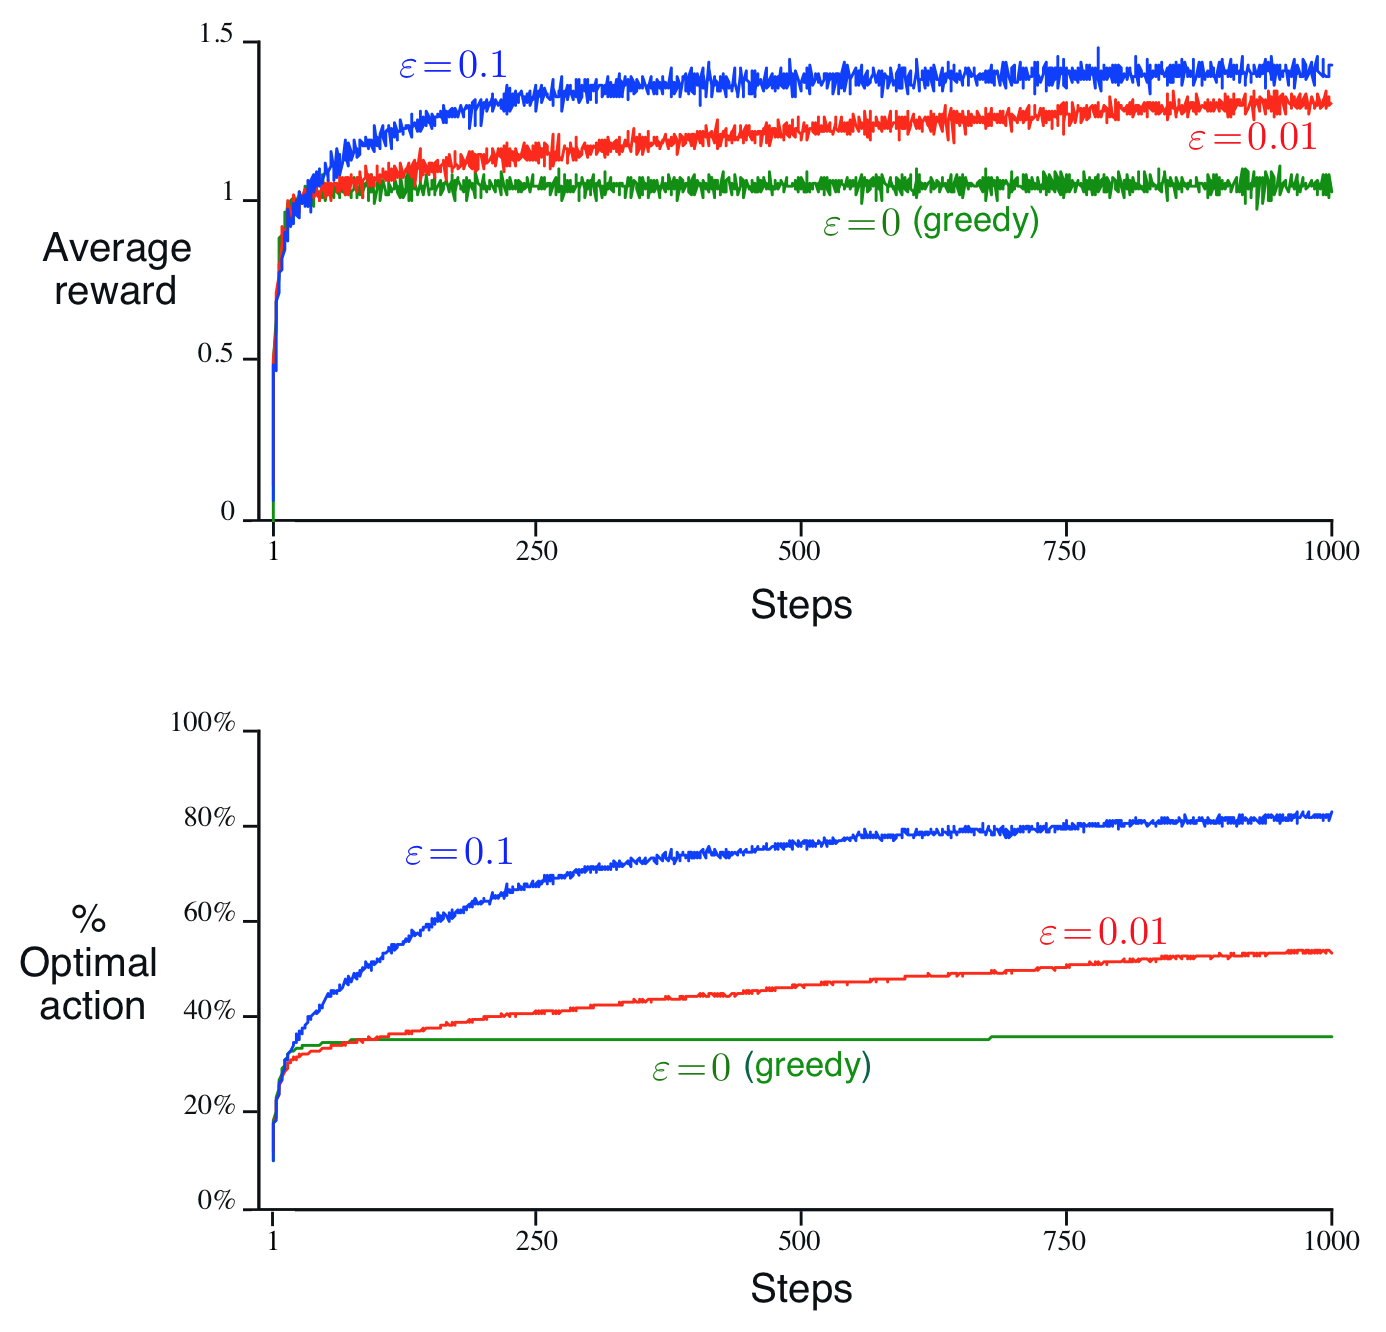 1.5
ε=0.1
ε=0.01
1
ε=0 (greedy)
Average
reward
0.5
0
1 250 500 750 1000
Steps
100%
80%
ε=0.1
60%
ε=0.01
%
Optimal
action
40%
ε=0 (greedy)
20%
0%
1 250 500 750 1000
Steps